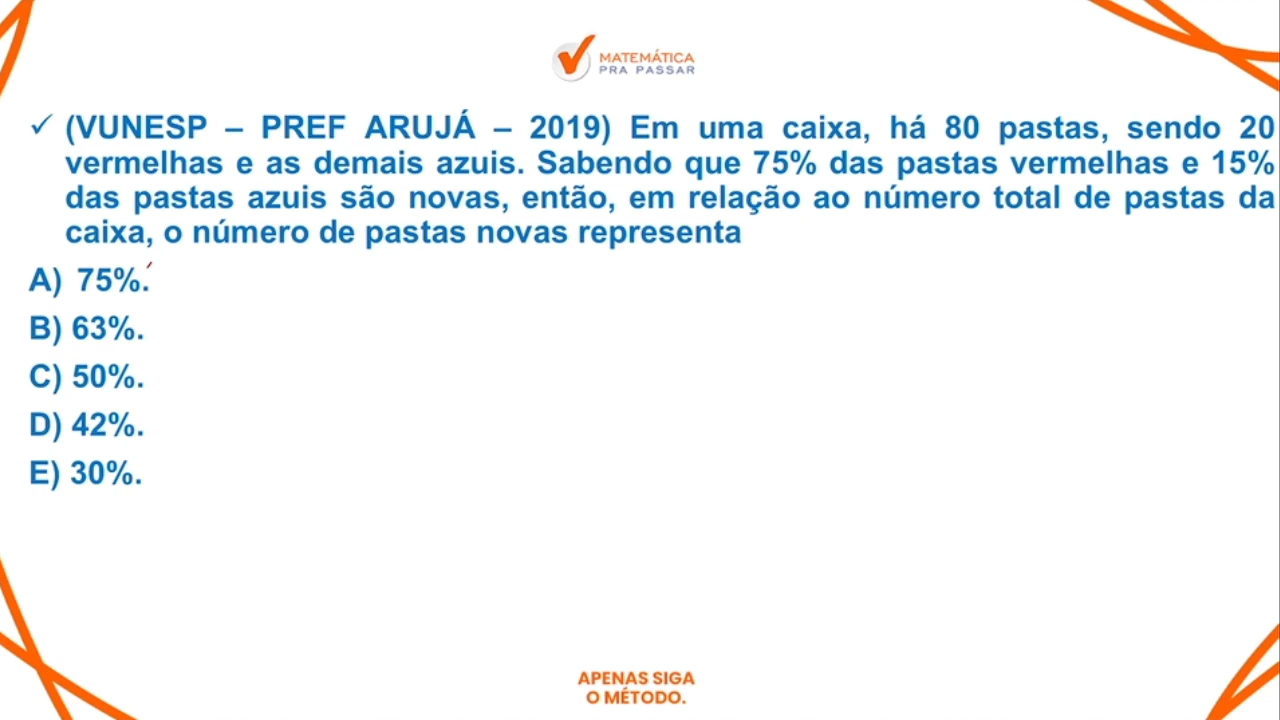 MATEMÁTICA
PRA PASSAR
(VUNESP – PREF ARUJÁ – 2019) Em uma caixa, há 80 pastas, sendo 20
vermelhas e as demais azuis. Sabendo que 75% das pastas vermelhas e 15%
das pastas azuis são novas, então, em relação ao número total de pastas da
caixa, o número de pastas novas representa
A) 75%.
B) 63%.
C) 50%.
D) 42%.
E) 30%.
APENAS SIGA
O MÉTODO.